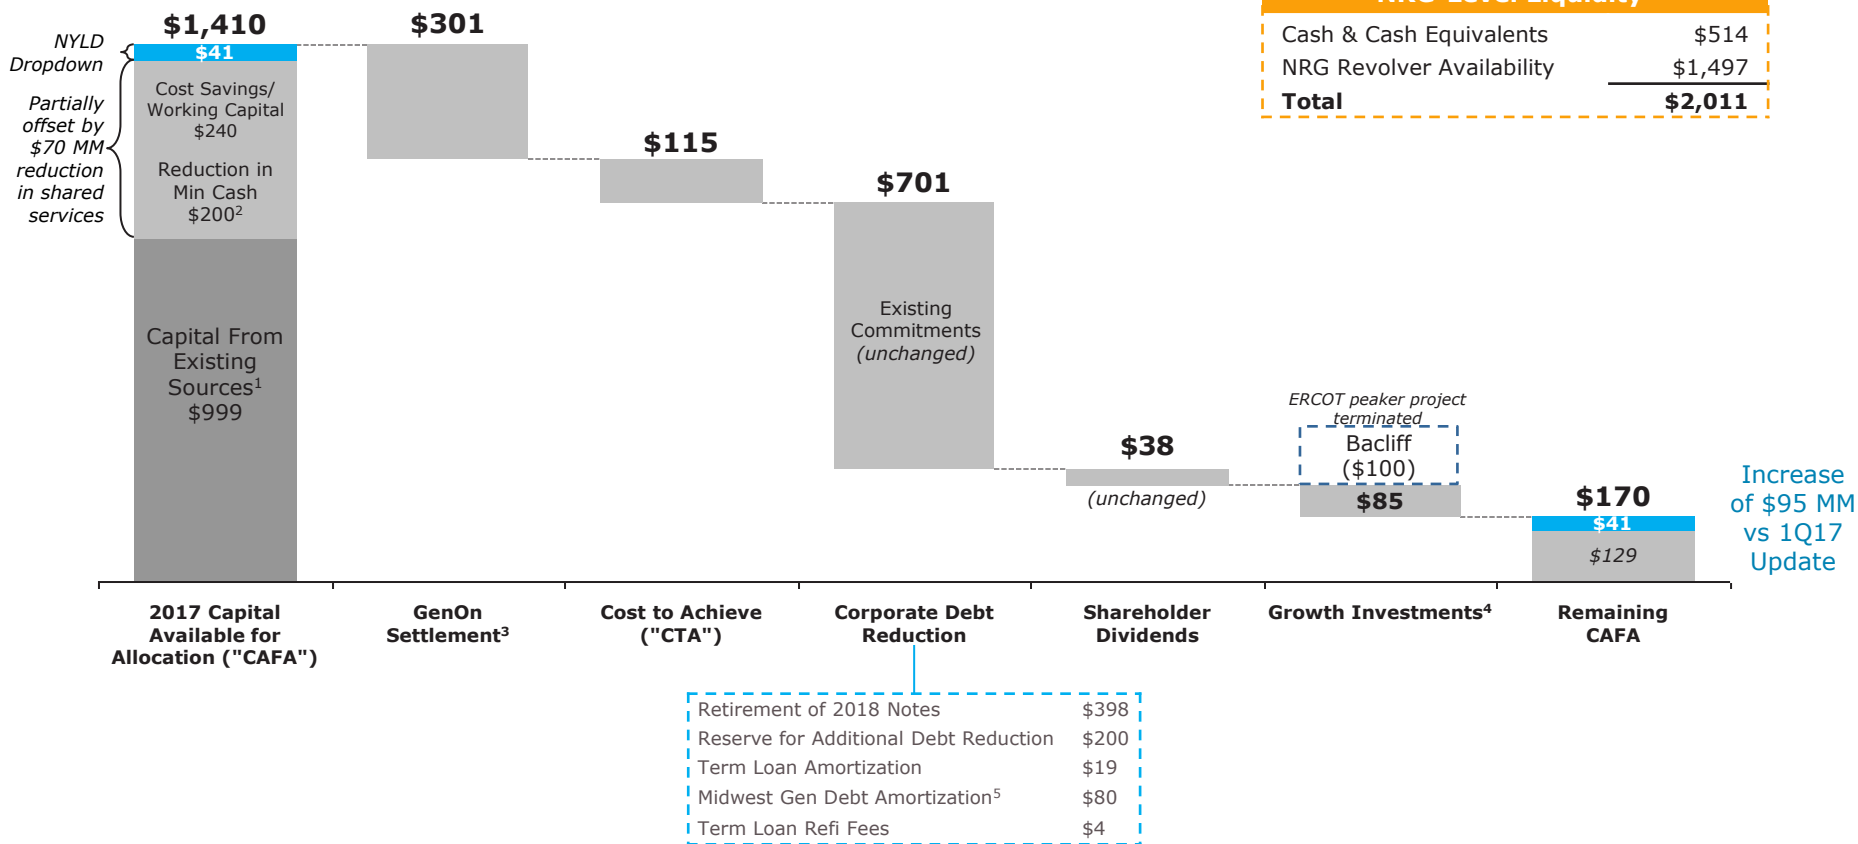 NRG-Level Liquidity
Cash & Cash Equivalents $514
NRG Revolver Availability $1,497
Total $2,011
$1,410
$41
NYLD
Dropdown
Partially
offset by
$70 MM
reduction
in shared
services
Cost Savings/
Working Capital
$240
Reduction in
Min Cash
$200²
Capital From
Existing
Sources¹
$999
$301
$115
$701
Existing
Commitments
(unchanged)
$38
(unchanged)
ERCOT peaker project
terminated
Bacliff
($100)
$85
$170
$41
$129
Increase
of $95 MM
vs 1Q17
Update
2017 Capital
Available for
Allocation ("CAFA")
GenOn
Settlement³
Cost to Achieve
("CTA")
Corporate Debt
Reduction
Shareholder
Dividends
Growth Investments⁴
Remaining
CAFA
Retirement of 2018 Notes $398
Reserve for Additional Debt Reduction $200
Term Loan Amortization $19
Midwest Gen Debt Amortization⁵ $80
Term Loan Refi Fees $4